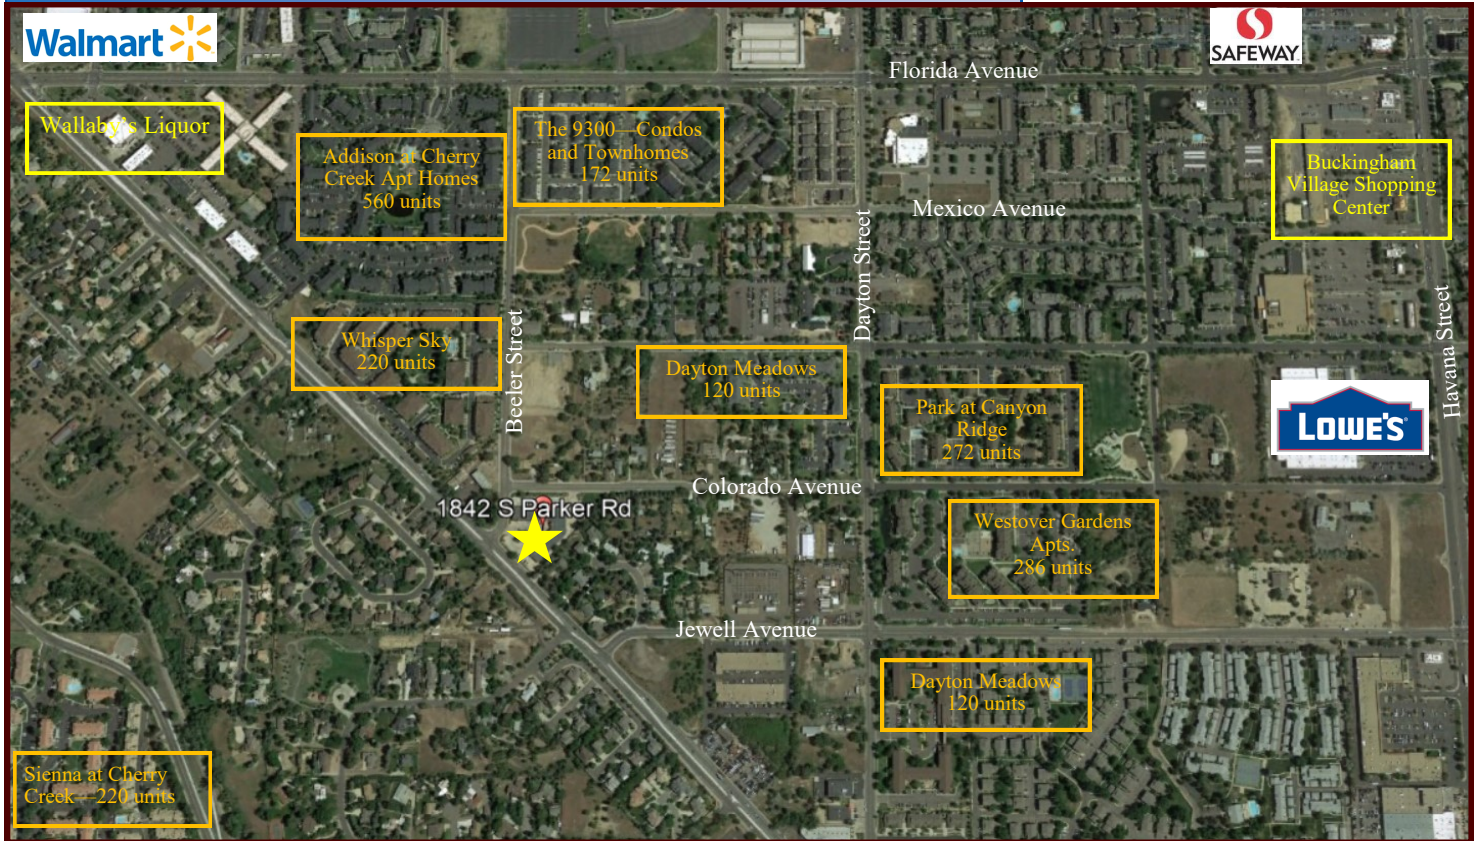 Walmart
SAFEWAY
Florida Avenue
Wallaby's Liquor
The 9300—Condos
and Townhomes
172 units
Addison at Cherry
Creek Apt Homes
560 units
Buckingham
Village Shopping
Center
Mexico Avenue
Dayton Street
Havana Street
Beeler Street
Whisper Sky
220 units
Dayton Meadows
120 units
Park at Canyon
Ridge
272 units
LOWE'S
Colorado Avenue
1842 S Parker Rd
Westover Gardens
Apts.
286 units
Jewell Avenue
Dayton Meadows
120 units
Sienna at Cherry
Creek—220 units